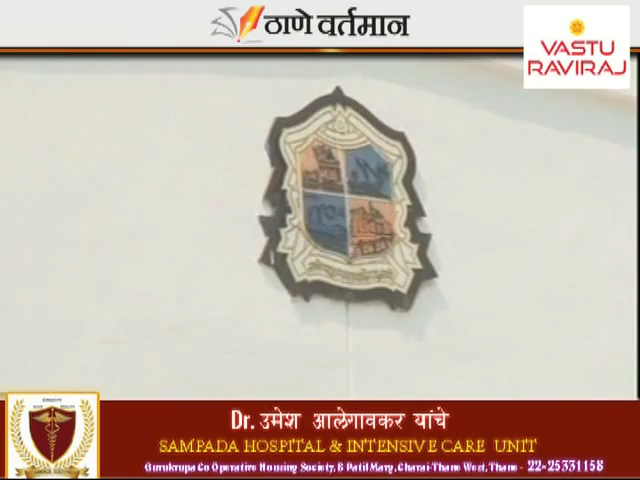 ठाणे वर्तमान
VASTU
RAVIRAJ
Dr. उमेश आलेगावकर यांचे
SAMPADA HOSPITAL & INTENSIVE CARE UNIT
Gurukrupa Co Operative Housing Society, B Patil Marg, Charai-Thane West, Thane - 22-25331158